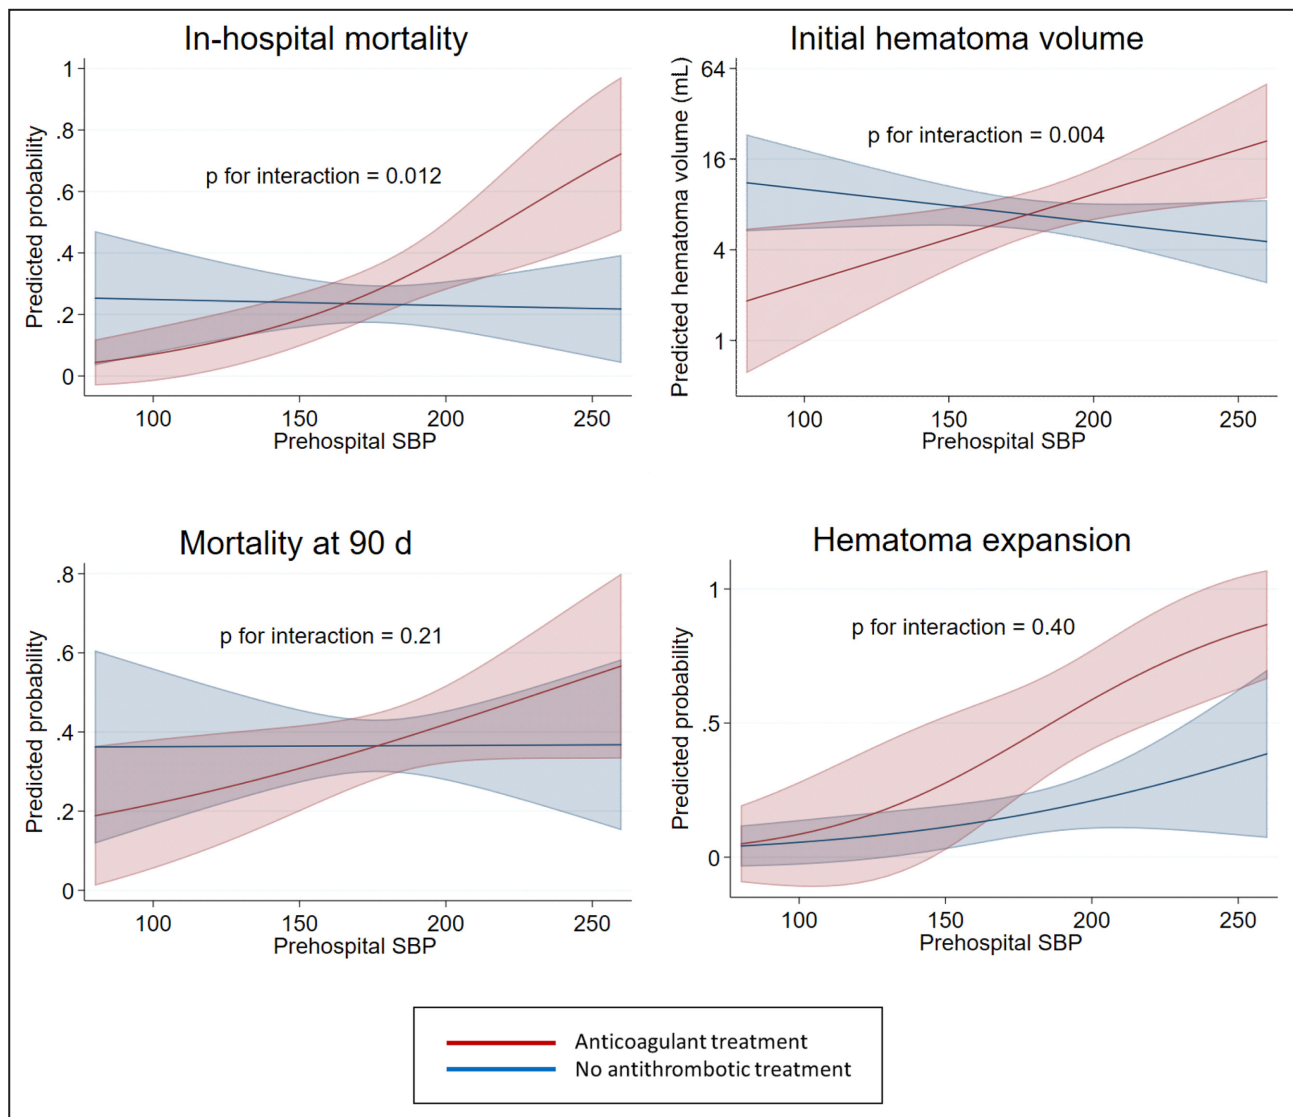 In-hospital mortality
Predicted probability
1
.8
.6
.4
.2
0
p for interaction = 0.012
100 150 200 250
Prehospital SBP
Initial hematoma volume
Predicted hematoma volume (mL)
64
16
4
1
p for interaction = 0.004
100 150 200 250
Prehospital SBP
Mortality at 90 d
Predicted probability
.8
.6
.4
.2
0
p for interaction = 0.21
100 150 200 250
Prehospital SBP
Hematoma expansion
Predicted probability
1
.5
0
p for interaction = 0.40
100 150 200 250
Prehospital SBP
Anticoagulant treatment
No antithrombotic treatment